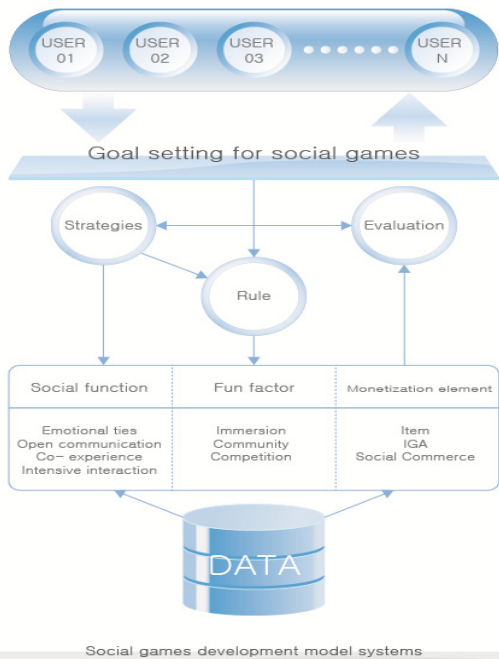 USER
01
USER
02
USER
03
USER
N
Goal setting for social games
Strategies
Evaluation
Rule
Social function
Fun factor
Monetization element
Emotional ties
Open communication
Co- experience
Intensive interaction
Immersion
Community
Competition
Item
IGA
Social Commerce
DATA
Social games development model systems